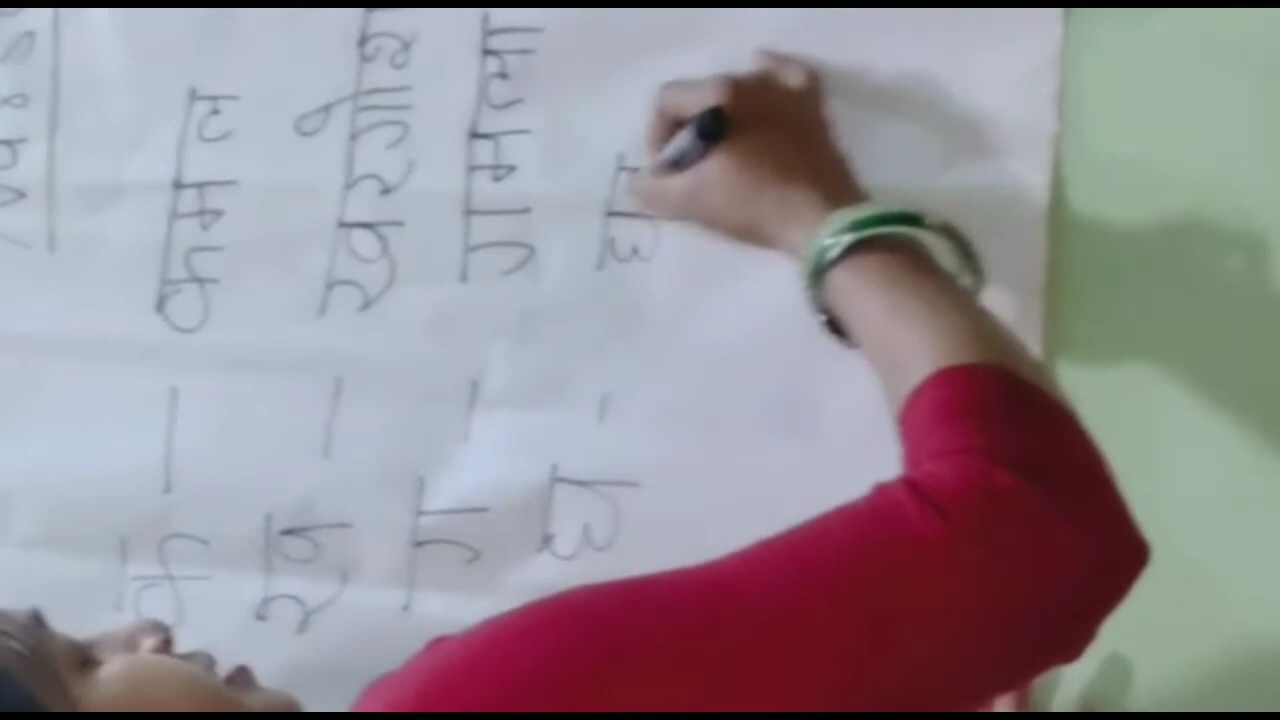 क - कमल
ख - खरगोश
ग - गमला
घ - घ